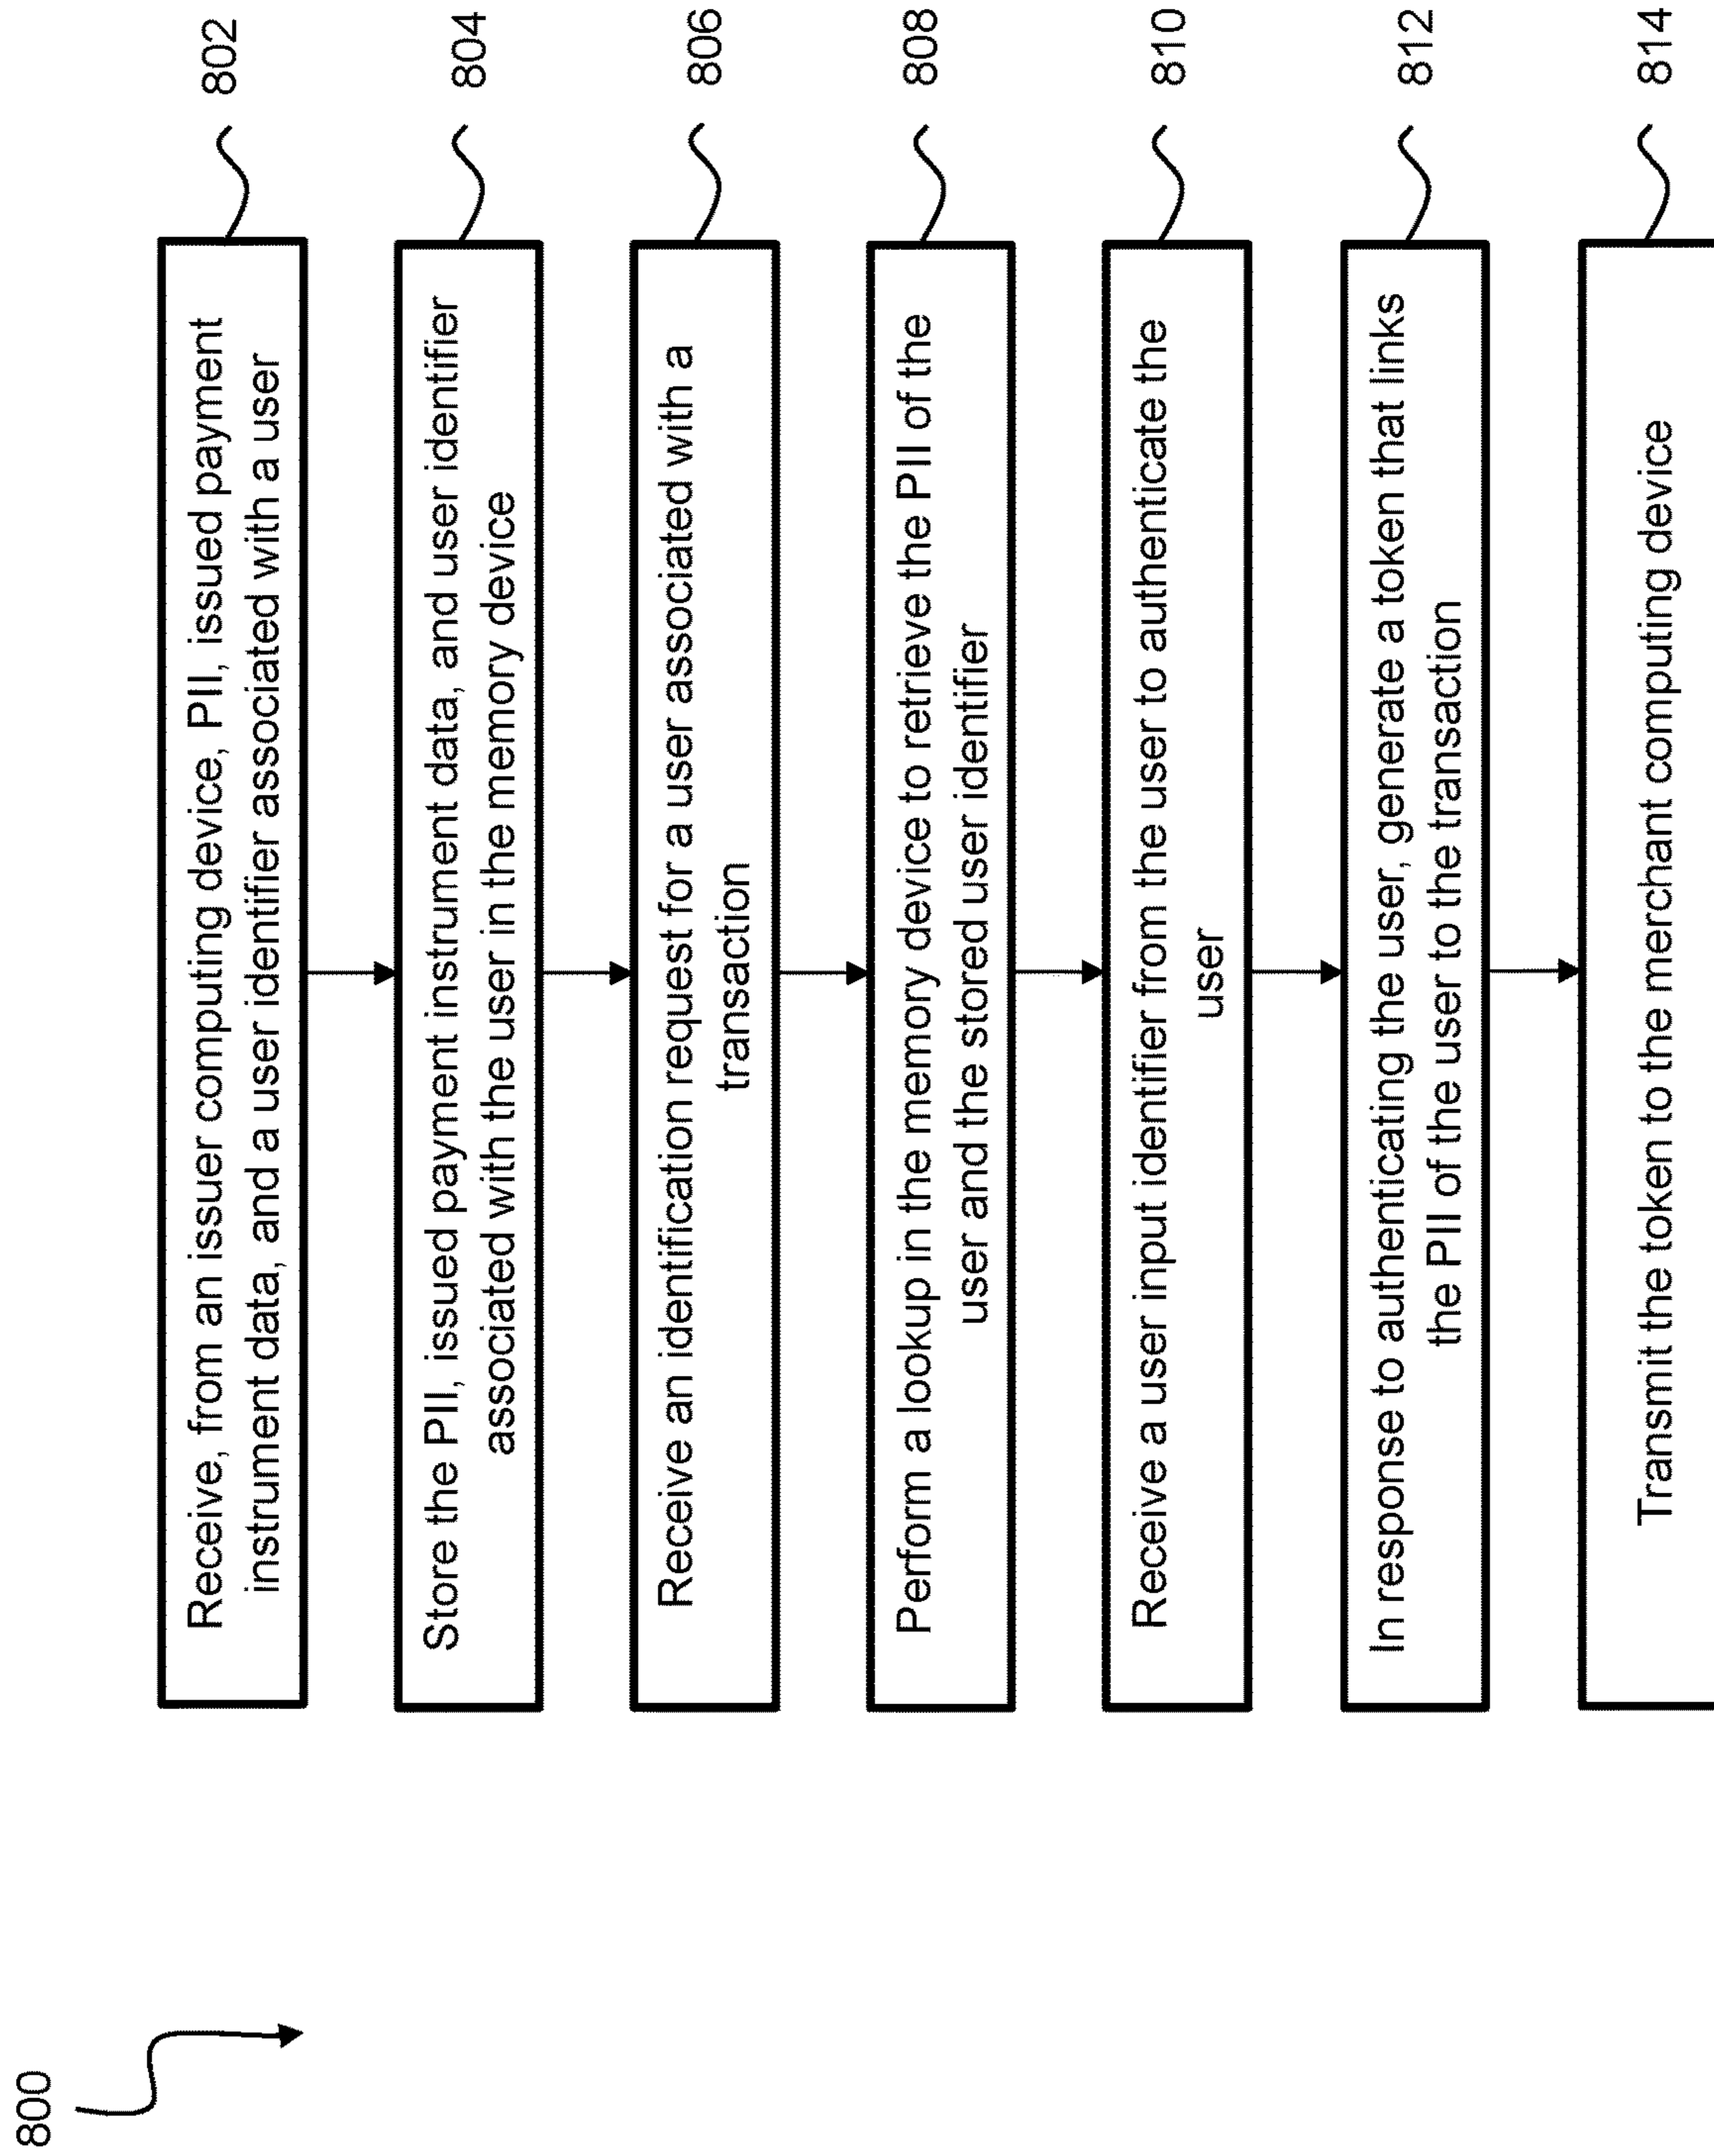 800
Receive, from an issuer computing device, PII, issued payment
instrument data, and a user identifier associated with a user
802
Store the PII, issued payment instrument data, and user identifier
associated with the user in the memory device
804
Receive an identification request for a user associated with a
transaction
806
Perform a lookup in the memory device to retrieve the PII of the
user and the stored user identifier
808
Receive a user input identifier from the user to authenticate the
user
810
In response to authenticating the user, generate a token that links
the PII of the user to the transaction
812
Transmit the token to the merchant computing device
814